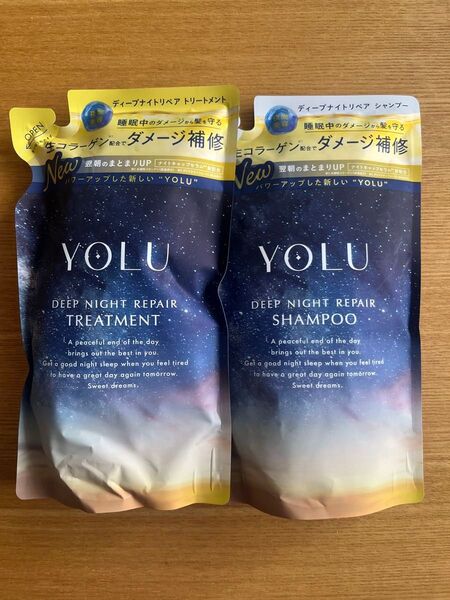 OPEN
ディープナイトリペア トリートメント
睡眠中のダメージから髪を守る
生コラーゲン配合でダメージ補修
New
翌朝のまとまりUP
パワーアップした新しい "YOLU"
YOLU
DEEP NIGHT REPAIR
TREATMENT
A peaceful end of the day
brings out the best in you.
Get a good night sleep when you feel tired
to have a great day again tomorrow.
Sweet dreams.
ディープナイトリペア シャンプー
睡眠中のダメージから髪を守る
生コラーゲン配合でダメージ補修
New
翌朝のまとまりUP
パワーアップした新しい "YOLU"
YOLU
DEEP NIGHT REPAIR
SHAMPOO
A peaceful end of the day
brings out the best in you.
Get a good night sleep when you feel tired
to have a great day again tomorrow.
Sweet dreams.